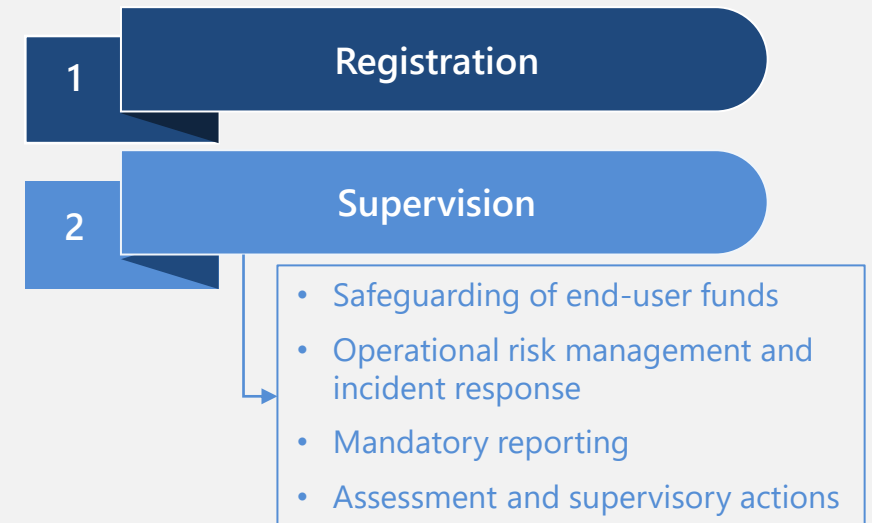 1
Registration
2
Supervision
• Safeguarding of end-user funds
• Operational risk management and
incident response
• Mandatory reporting
• Assessment and supervisory actions